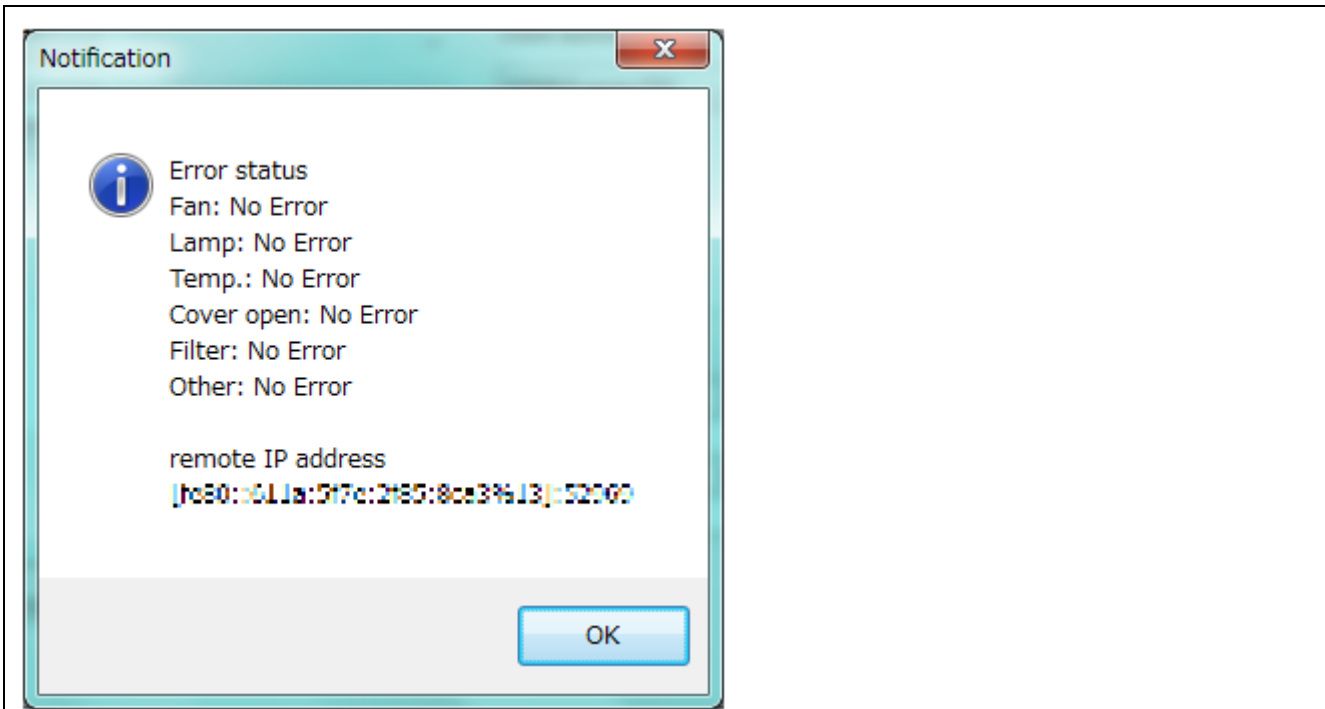 Notification
Error status
Fan: No Error
Lamp: No Error
Temp.: No Error
Cover open: No Error
Filter: No Error
Other: No Error
remote IP address
OK